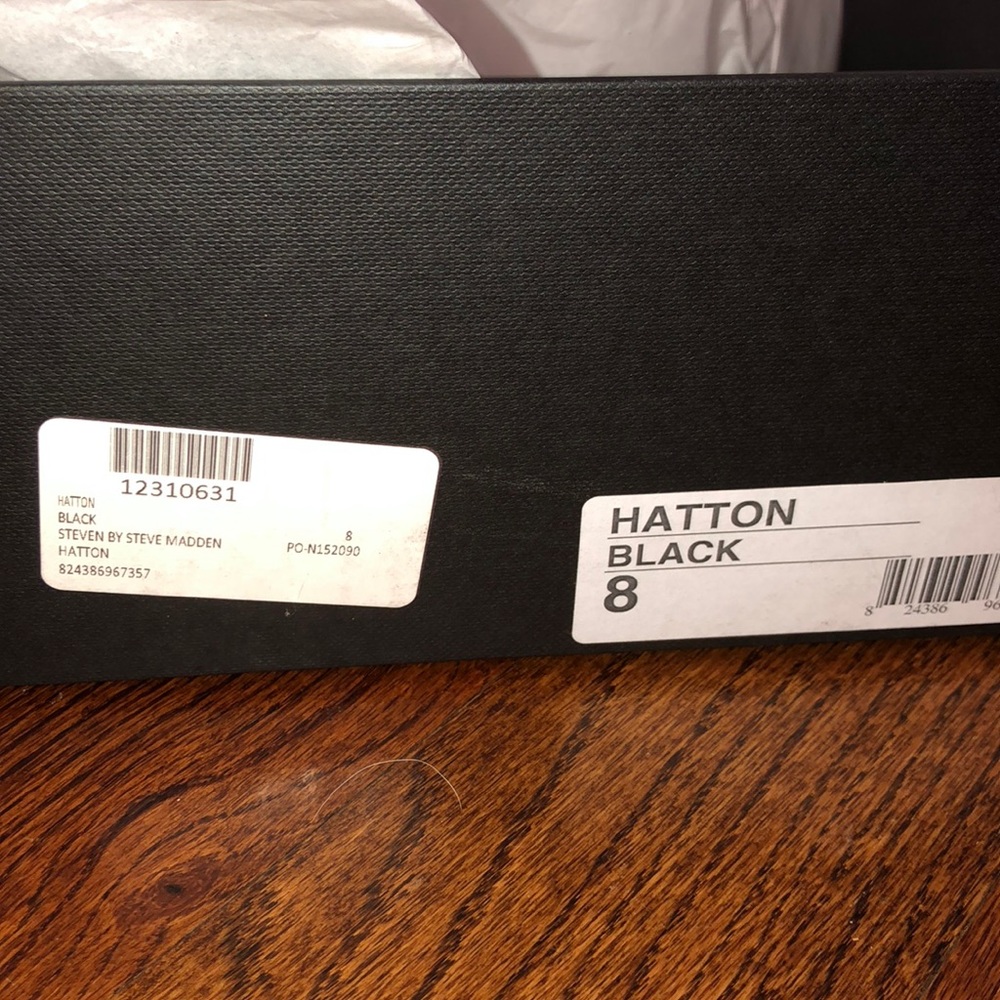 12310631
HATTON
BLACK
STEVEN BY STEVE MADDEN
8
HATTON
PO-N152090
824386967357
HATTON
BLACK
8
8 24386 96